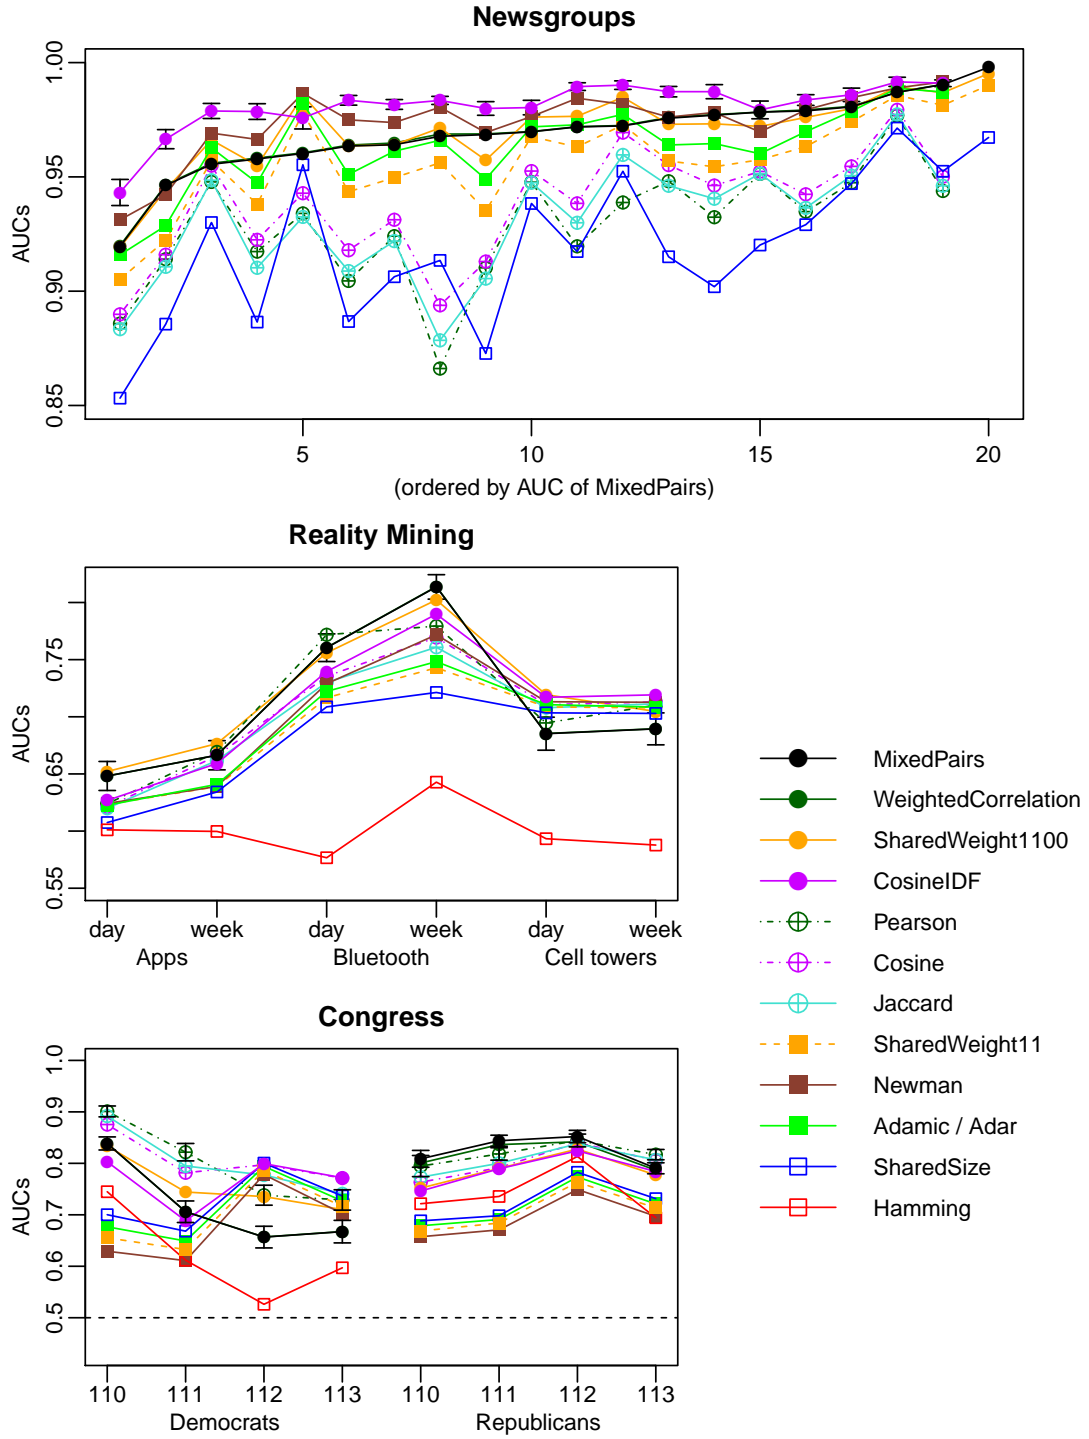 Newsgroups
AUCs
1.00
0.95
0.90
0.85
5 10 15 20
(ordered by AUC of MixedPairs)
Reality Mining
AUCs
0.75
0.65
0.55
day week day week day week
Apps Bluetooth Cell towers
Congress
AUCs
1.0
0.9
0.8
0.7
0.6
0.5
110 111 112 113 110 111 112 113
Democrats Republicans
MixedPairs
WeightedCorrelation
SharedWeight1100
CosineIDF
Pearson
Cosine
Jaccard
SharedWeight11
Newman
Adamic / Adar
SharedSize
Hamming